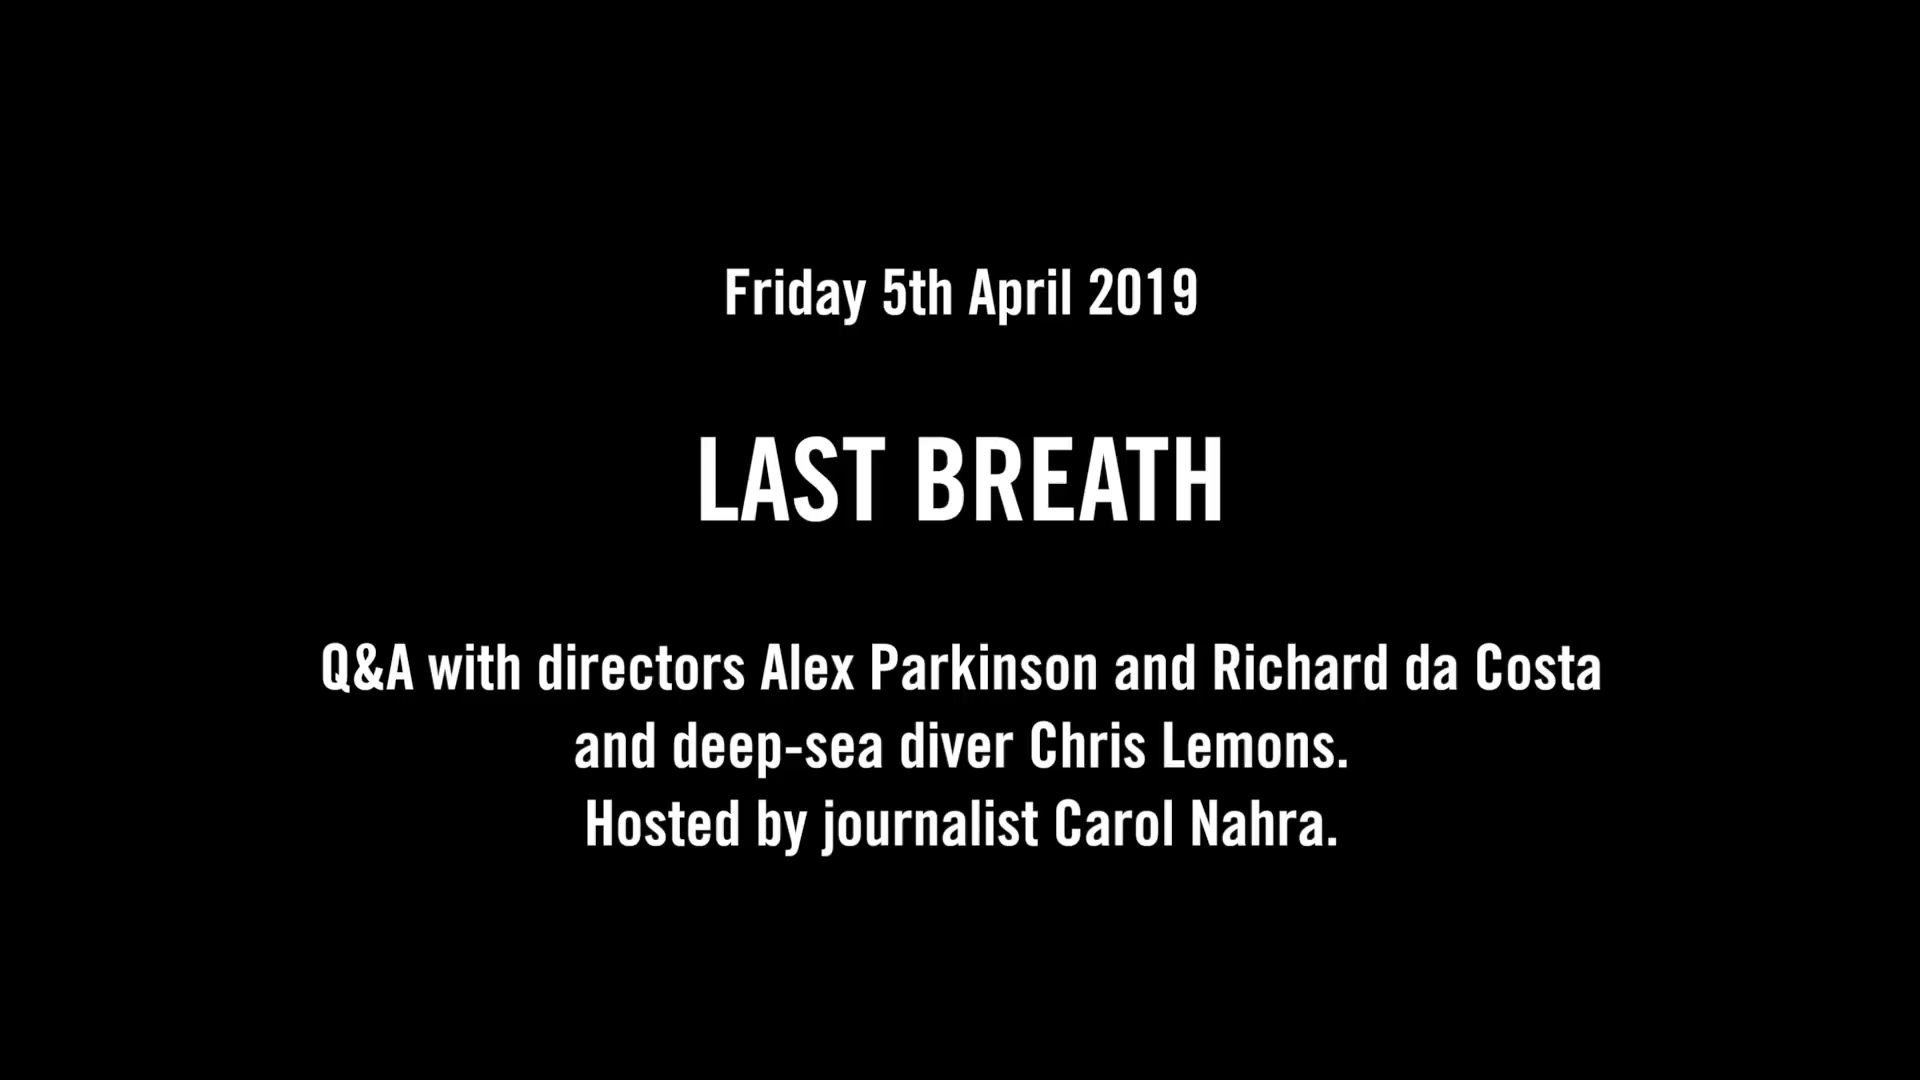 Friday 5th April 2019
LAST BREATH
Q&A with directors Alex Parkinson and Richard da Costa
and deep-sea diver Chris Lemons.
Hosted by journalist Carol Nahra.